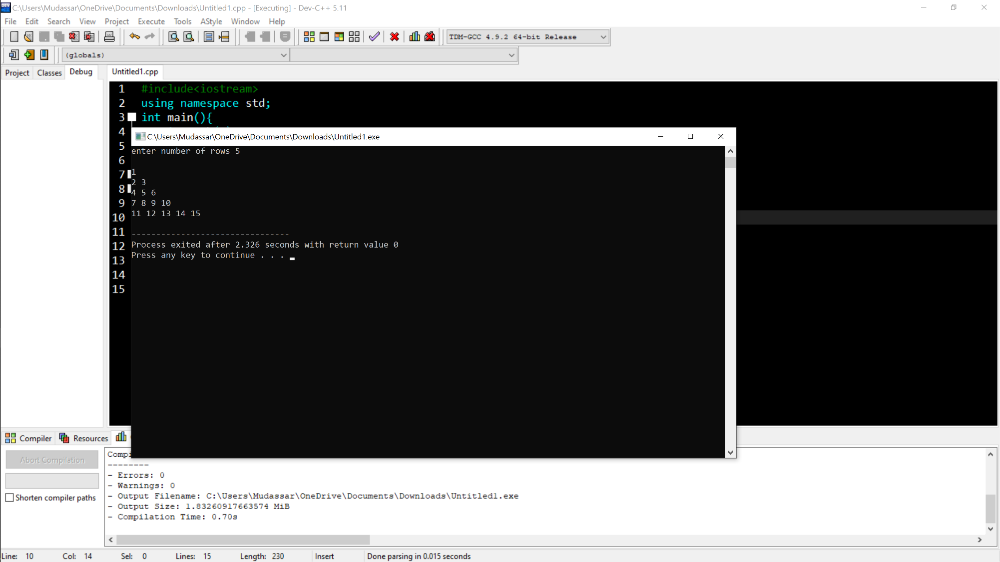 C:\Users\Mudassar\OneDrive\Documents\Downloads\Untitled1.cpp - [Executing] - Dev-C++ 5.11
File Edit Search View Project Execute Tools AStyle Window Help
TDM-GCC 4.9.2 64-bit Release
(globals)
Project Classes Debug Untitled1.cpp
1 #include<iostream>
2 using namespace std;
3 int main(){
4
C:\Users\Mudassar\OneDrive\Documents\Downloads\Untitled1.exe
5
6
7
8
9
10
11
12
13
14
15
enter number of rows 5
1
2 3
4 5 6
7 8 9 10
11 12 13 14 15
--------------------------------
Process exited after 2.326 seconds with return value 0
Press any key to continue . . .
Compiler Resources
Abort Compilation
Shorten compiler paths
Compi
--------
- Errors: 0
- Warnings: 0
- Output Filename: C:\Users\Mudassar\OneDrive\Documents\Downloads\Untitled1.exe
- Output Size: 1.83260917663574 MiB
- Compilation Time: 0.70s
Line: 10 Col: 14 Sel: 0 Lines: 15 Length: 230 Insert Done parsing in 0.015 seconds